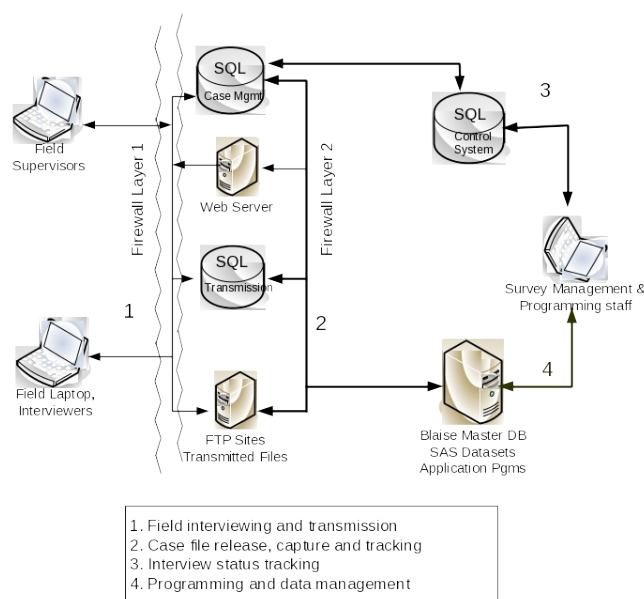 SQL
Case Mgmt
SQL
Control
System
3
Field
Supervisors
Firewall Layer 1
Firewall Layer 2
Web Server
SQL
Transmission
Survey Management &
Programming staff
1
2
4
Field Laptop,
Interviewers
FTP Sites
Transmitted Files
Blaise Master DB
SAS Datasets
Application Pgms
1. Field interviewing and transmission
2. Case file release, capture and tracking
3. Interview status tracking
4. Programming and data management